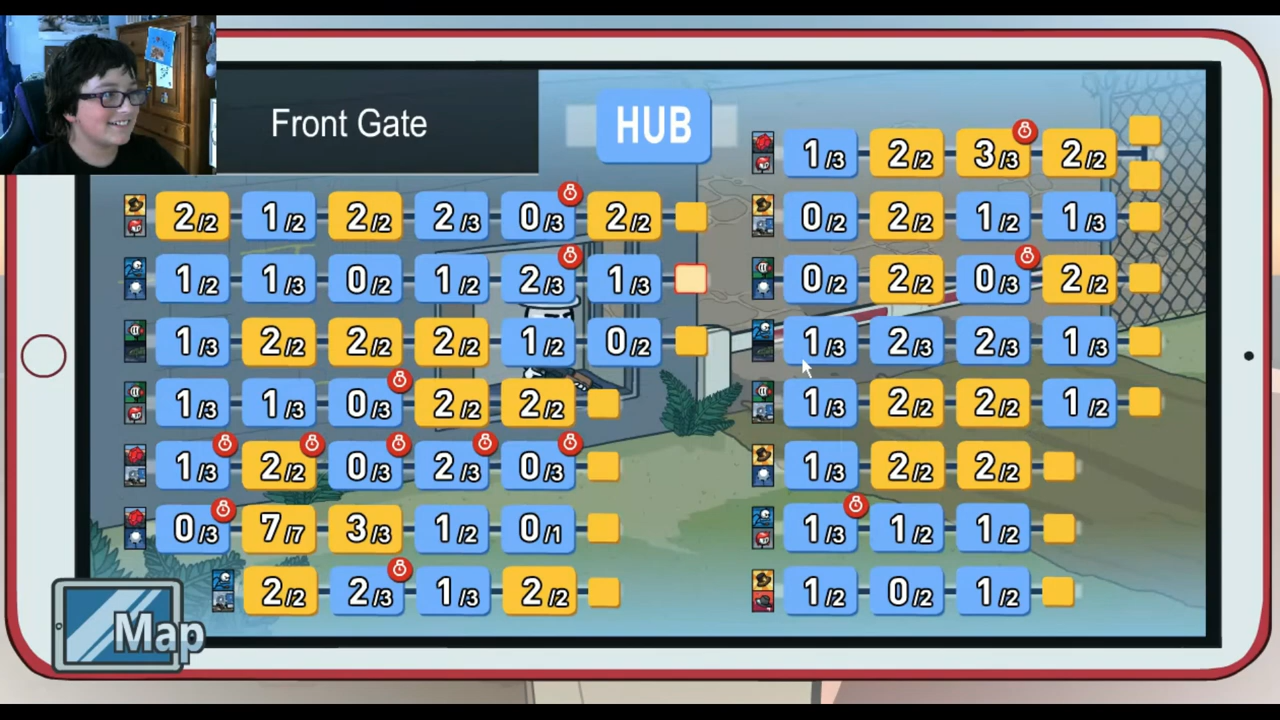 Front Gate
HUB
1/3 2/2 3/3 2/2
2/2 1/2 2/2 2/3 0/3 2/2
0/2 2/2 1/2 1/3
1/2 1/3 0/2 1/2 2/3 1/3
0/2 2/2 0/3 2/2
1/3 2/2 2/2 2/2 1/2 0/2
1/3 2/3 2/3 1/3
1/3 1/3 0/3 2/2 2/2
1/3 2/2 2/2 1/2
1/3 2/2 0/3 2/3 0/3
1/3 2/2 2/2
0/3 7/7 3/3 1/2 0/1
1/3 1/2 1/2
2/2 2/3 1/3 2/2
1/2 0/2 1/2
Map